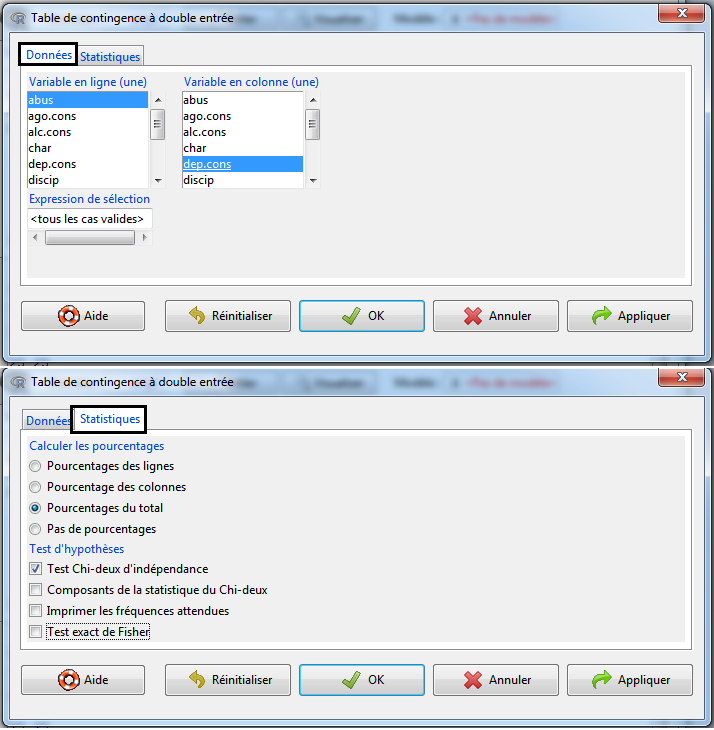 Table de contingence à double entrée
Données Statistiques
Variable en ligne (une) Variable en colonne (une)
abus abus
ago.cons ago.cons
alc.cons alc.cons
char char
dep.cons dep.cons
discip discip
Expression de sélection
<tous les cas valides>
Aide Réinitialiser OK Annuler Appliquer
Table de contingence à double entrée
Données Statistiques
Calculer les pourcentages
Pourcentages des lignes
Pourcentage des colonnes
Pourcentages du total
Pas de pourcentages
Test d'hypothèses
Test Chi-deux d'indépendance
Composants de la statistique du Chi-deux
Imprimer les fréquences attendues
Test exact de Fisher
Aide Réinitialiser OK Annuler Appliquer